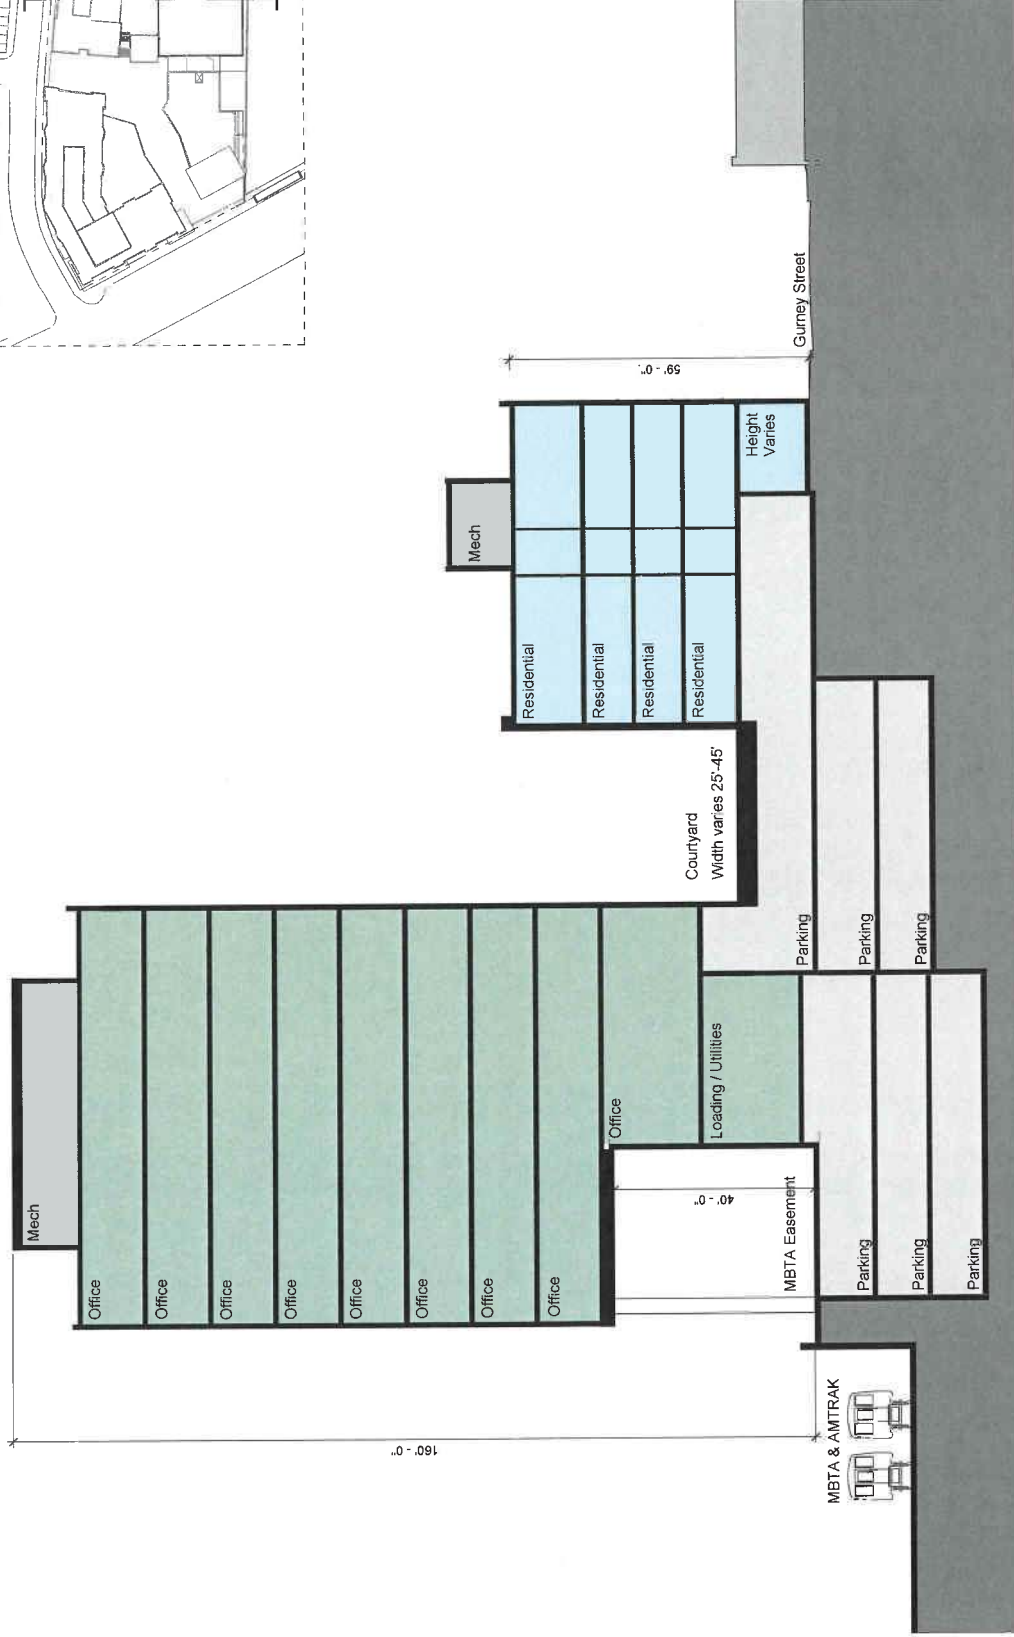 Mech
Office
Office
Office
Office
Office
Office
Office
Office
160' - 0"
Office
Loading / Utilities
40' - 0"
MBTA Easement
MBTA & AMTRAK
Parking
Parking
Parking
Courtyard
Width varies 25'-45'
Parking
Parking
Parking
Mech
Residential
Residential
Residential
Residential
Height
Varies
59' - 0"
Gurney Street